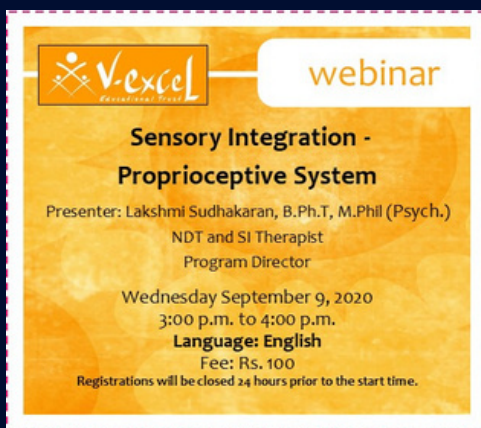 V-excel
Educational Trust
webinar
Sensory Integration -
Proprioceptive System
Presenter: Lakshmi Sudhakaran, B.Ph.T, M.Phil (Psych.)
NDT and SI Therapist
Program Director
Wednesday September 9, 2020
3:00 p.m. to 4:00 p.m.
Language: English
Fee: Rs. 100
Registrations will be closed 24 hours prior to the start time.